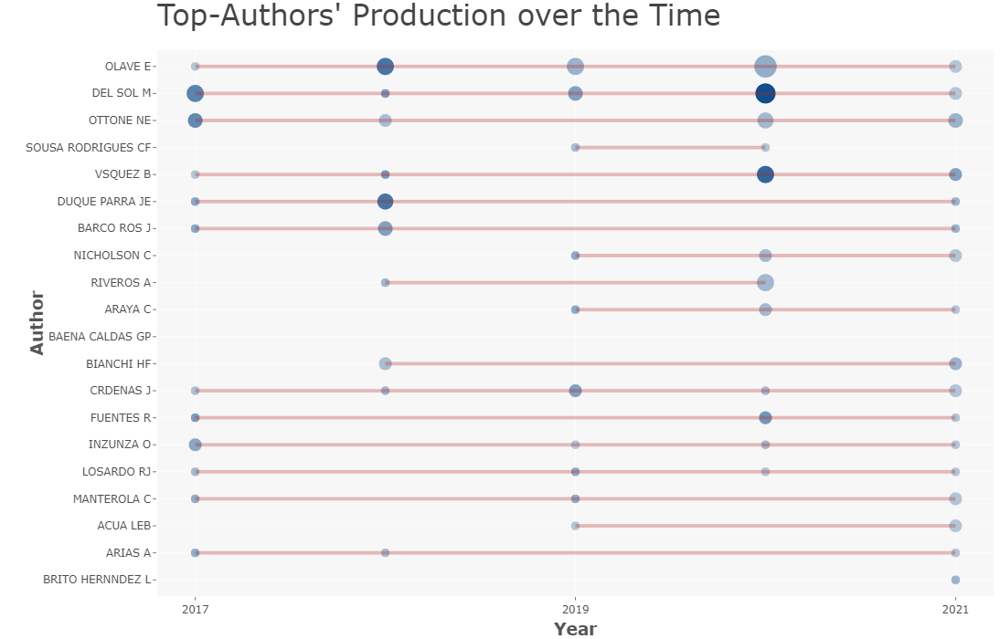 Top-Authors' Production over the Time
OLAVE E
DEL SOL M
OTTONE NE
SOUSA RODRIGUES CF
VSQUEZ B
DUQUE PARRA JE
BARCO ROS J
NICHOLSON C
RIVEROS A
ARAYA C
BAENA CALDAS GP
BIANCHI HF
CRDENAS J
FUENTES R
INZUNZA O
LOSARDO RJ
MANTEROLA C
ACUA LEB
ARIAS A
BRITO HERNNDEZ L
Author
2017
2019
2021
Year